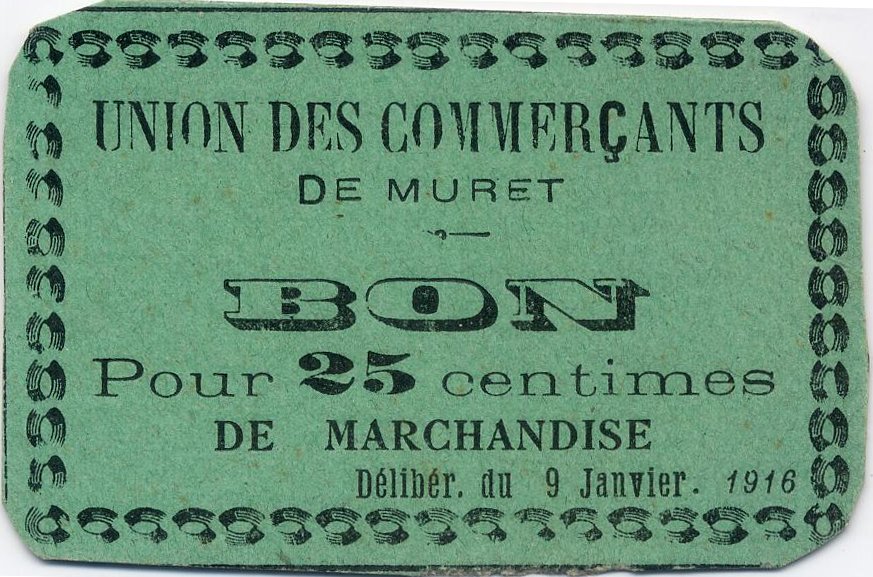 UNION DES COMMERÇANTS
DE MURET
BON
Pour 25 centimes
DE MARCHANDISE
Délibér. du 9 Janvier. 1916